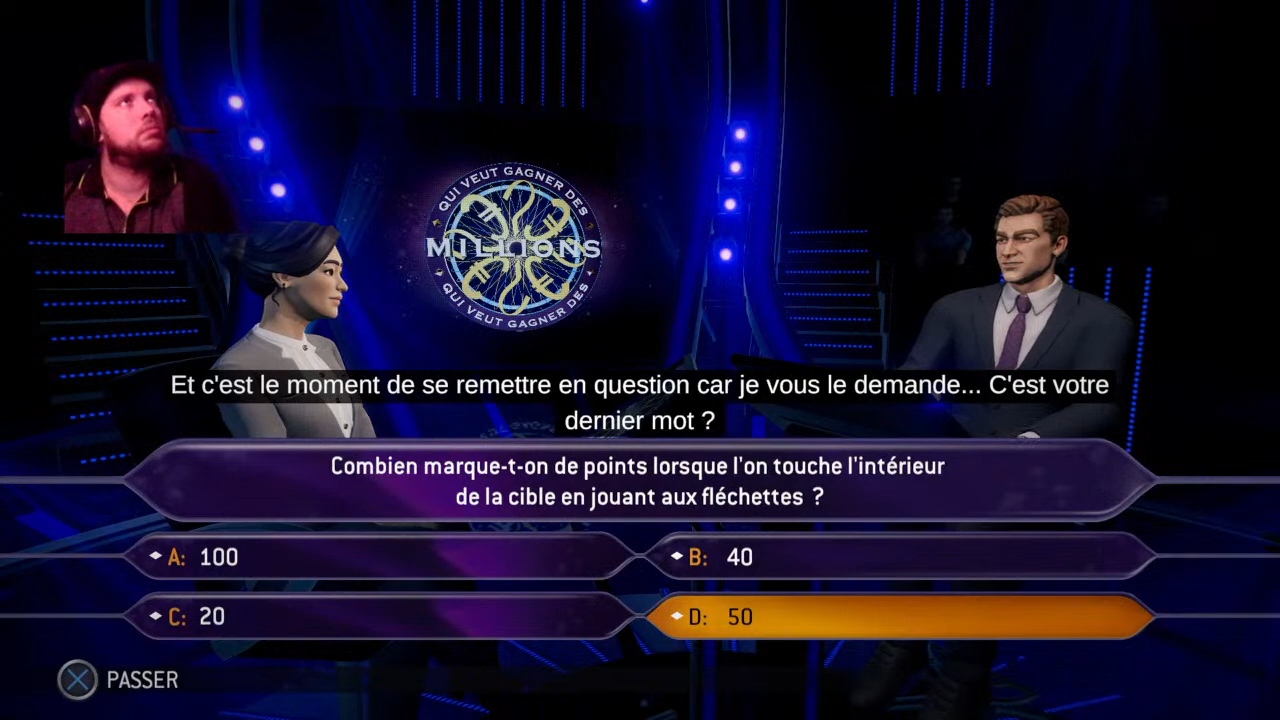 QUI VEUT GAGNER DES
MILLIONS
QUI VEUT GAGNER DES
Et c'est le moment de se remettre en question car je vous le demande... C'est votre
dernier mot ?
Combien marque-t-on de points lorsque l'on touche l'intérieur
de la cible en jouant aux fléchettes ?
A: 100
B: 40
C: 20
D: 50
PASSER